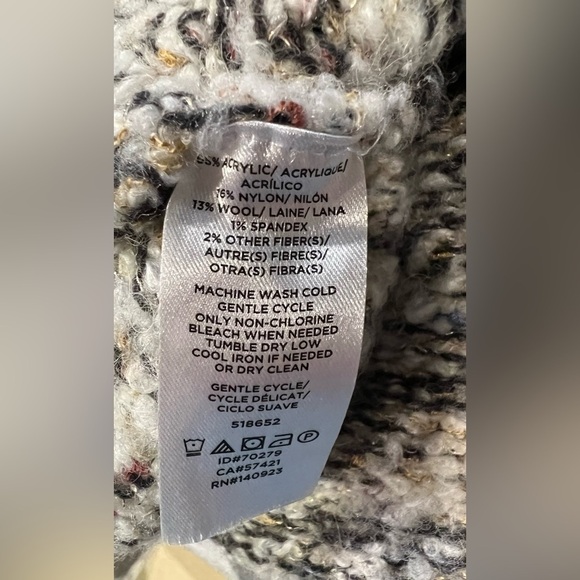 ACRYLIC/ ACRYLIQUE/
ACRÍLICO
16% NYLON/ NILÓN
13% WOOL/ LAINE/ LANA
1% SPANDEX
2% OTHER FIBER(S)/
AUTRE(S) FIBRE(S)/
OTRA(S) FIBRA(S)
MACHINE WASH COLD
GENTLE CYCLE
ONLY NON-CHLORINE
BLEACH WHEN NEEDED
TUMBLE DRY LOW
COOL IRON IF NEEDED
OR DRY CLEAN
GENTLE CYCLE/
CYCLE DÉLICAT/
CICLO SUAVE
518652
P
ID#70279
CA#57421
RN#140923